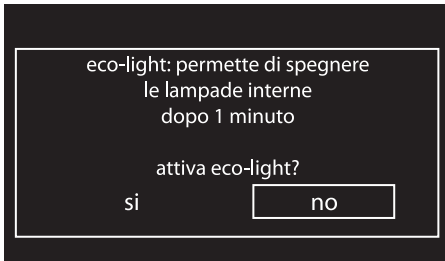 eco-light: permette di spegnere
le lampade interne
dopo 1 minuto
attiva eco-light?
si no